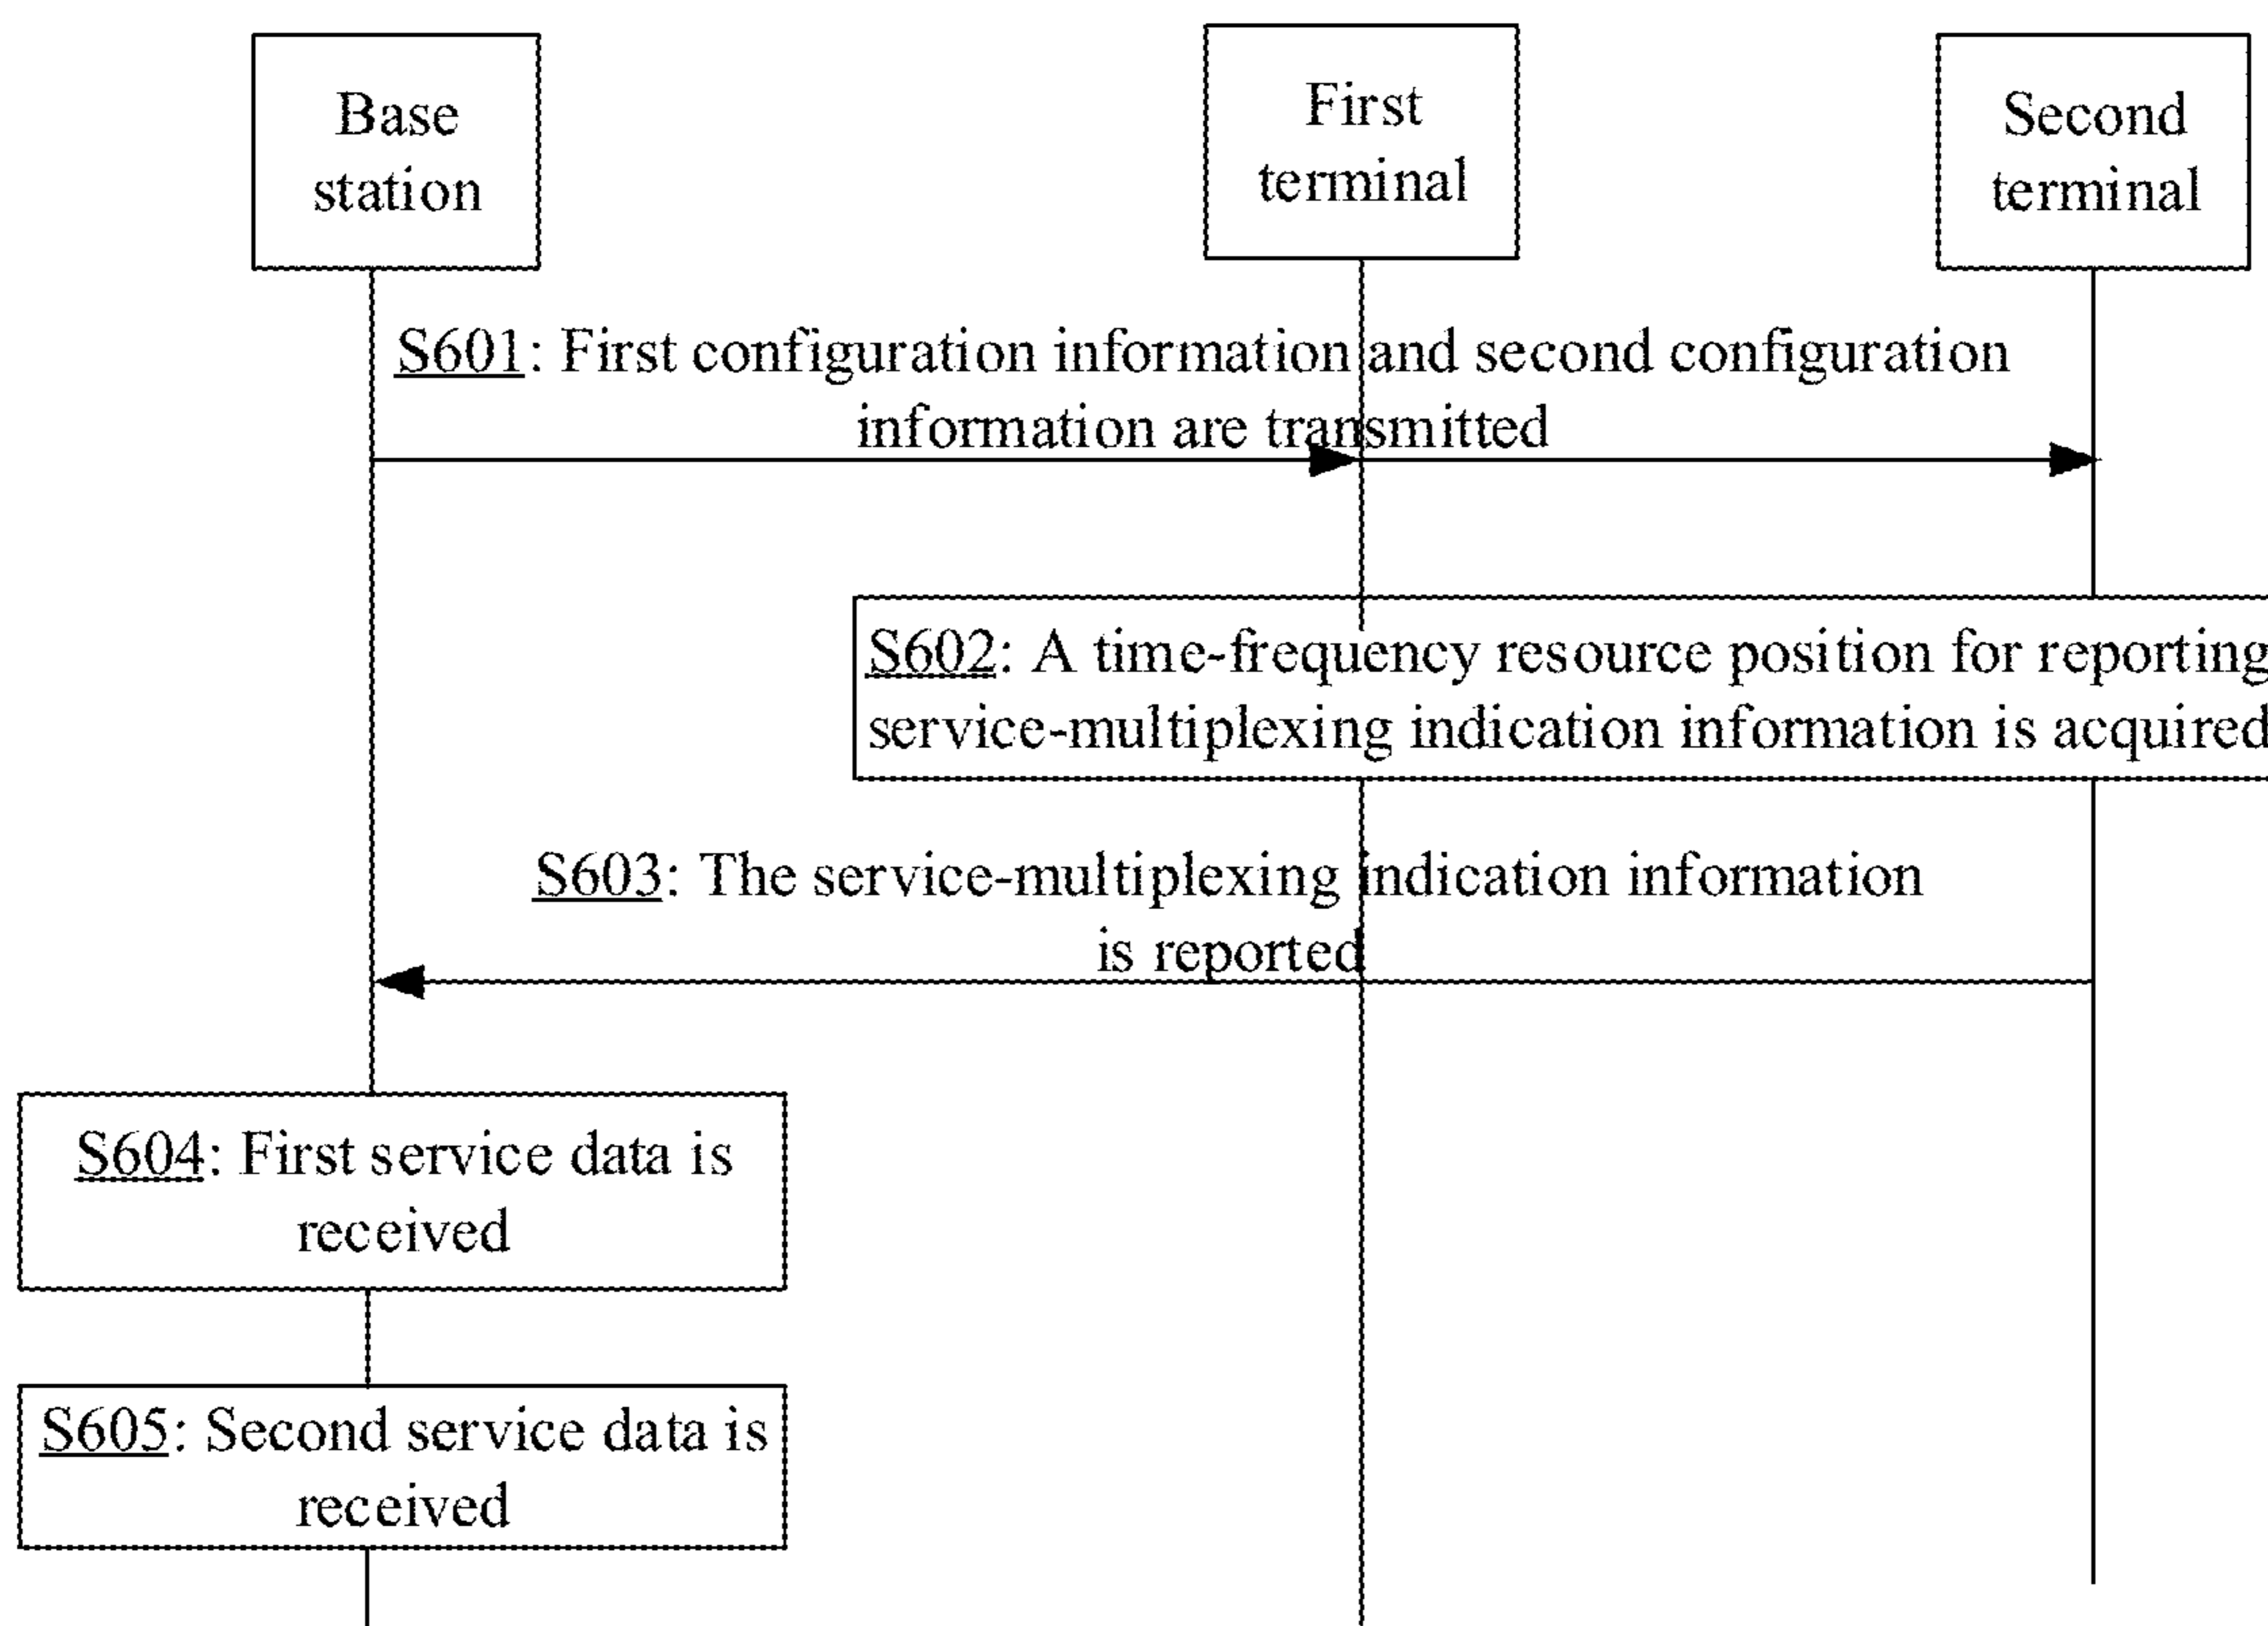 Base
station
First
terminal
Second
terminal
S601: First configuration information and second configuration
information are transmitted
S602: A time-frequency resource position for reporting
service-multiplexing indication information is acquired
S603: The service-multiplexing indication information
is reported
S604: First service data is
received
S605: Second service data is
received